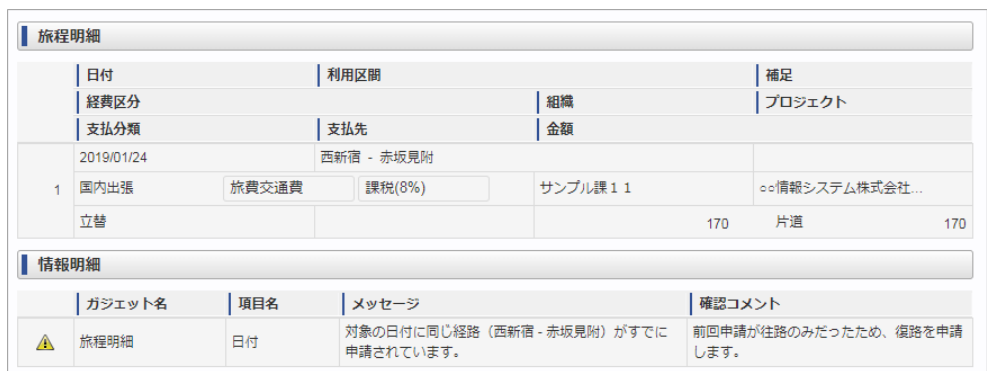 旅程明細
日付 利用区間 補足
経費区分 組織 プロジェクト
支払分類 支払先 金額
2019/01/24 西新宿 - 赤坂見附
1 国内出張 旅費交通費 課税(8%) サンプル課11 ○○情報システム株式会社...
立替 170 片道 170
情報明細
ガジェット名 項目名 メッセージ 確認コメント
旅程明細 日付 対象の日付に同じ経路（西新宿 - 赤坂見附）がすでに 前回申請が往路のみだったため、復路を申請
申請されています。 します。